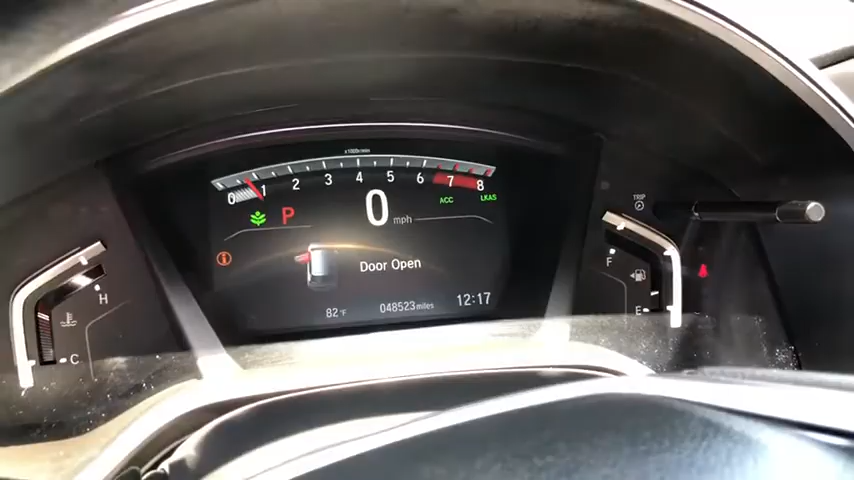 x1000r/min
0 1 2 3 4 5 6 7 8
P 0 mph
ACC LKAS
TRIP
Door Open
82°F 048523 miles 12:17
H
C
F
E